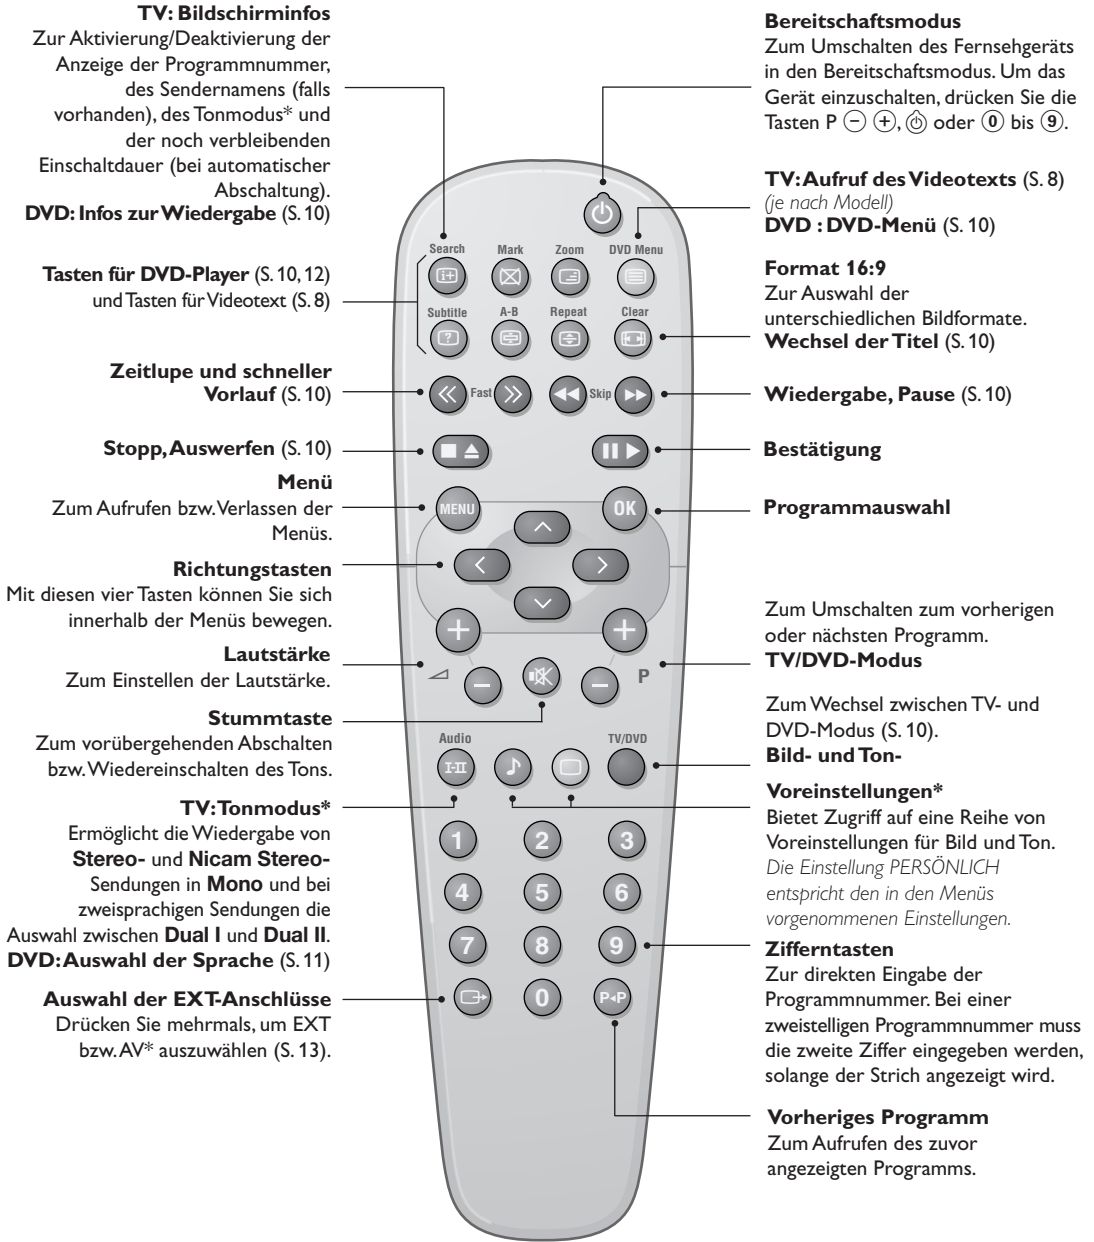 TV: Bildschirminfos
Zur Aktivierung/Deaktivierung der
Anzeige der Programmnummer,
des Sendernamens (falls
vorhanden), des Tonmodus* und
der noch verbleibenden
Einschaltdauer (bei automatischer
Abschaltung).
DVD: Infos zur Wiedergabe (S. 10)
Tasten für DVD-Player (S. 10, 12)
und Tasten für Videotext (S. 8)
Zeitlupe und schneller
Vorlauf (S. 10)
Stopp, Auswerfen (S. 10)
Menü
Zum Aufrufen bzw. Verlassen der
Menüs.
Richtungstasten
Mit diesen vier Tasten können Sie sich
innerhalb der Menüs bewegen.
Lautstärke
Zum Einstellen der Lautstärke.
Stummtaste
Zum vorübergehenden Abschalten
bzw. Wiedereinschalten des Tons.
TV: Tonmodus*
Ermöglicht die Wiedergabe von
Stereo- und Nicam Stereo-
Sendungen in Mono und bei
zweisprachigen Sendungen die
Auswahl zwischen Dual I und Dual II.
DVD: Auswahl der Sprache (S. 11)
Auswahl der EXT-Anschlüsse
Drücken Sie mehrmals, um EXT
bzw. AV* auszuwählen (S. 13).
Search Mark Zoom DVD Menu
i+
Subtitle A-B Repeat Clear
?
Fast Skip
MENU OK
+ +
- - P
Audio TV/DVD
I-II
1 2 3
4 5 6
7 8 9
0 P◂P
Bereitschaftsmodus
Zum Umschalten des Fernsehgeräts
in den Bereitschaftsmodus. Um das
Gerät einzuschalten, drücken Sie die
Tasten P − +, ⏻ oder 0 bis 9.
TV: Aufruf des Videotexts (S. 8)
(je nach Modell)
DVD : DVD-Menü (S. 10)
Format 16:9
Zur Auswahl der
unterschiedlichen Bildformate.
Wechsel der Titel (S. 10)
Wiedergabe, Pause (S. 10)
Bestätigung
Programmauswahl
Zum Umschalten zum vorherigen
oder nächsten Programm.
TV/DVD-Modus
Zum Wechsel zwischen TV- und
DVD-Modus (S. 10).
Bild- und Ton-
Voreinstellungen*
Bietet Zugriff auf eine Reihe von
Voreinstellungen für Bild und Ton.
Die Einstellung PERSÖNLICH
entspricht den in den Menüs
vorgenommenen Einstellungen.
Zifferntasten
Zur direkten Eingabe der
Programmnummer. Bei einer
zweistelligen Programmnummer muss
die zweite Ziffer eingegeben werden,
solange der Strich angezeigt wird.
Vorheriges Programm
Zum Aufrufen des zuvor
angezeigten Programms.